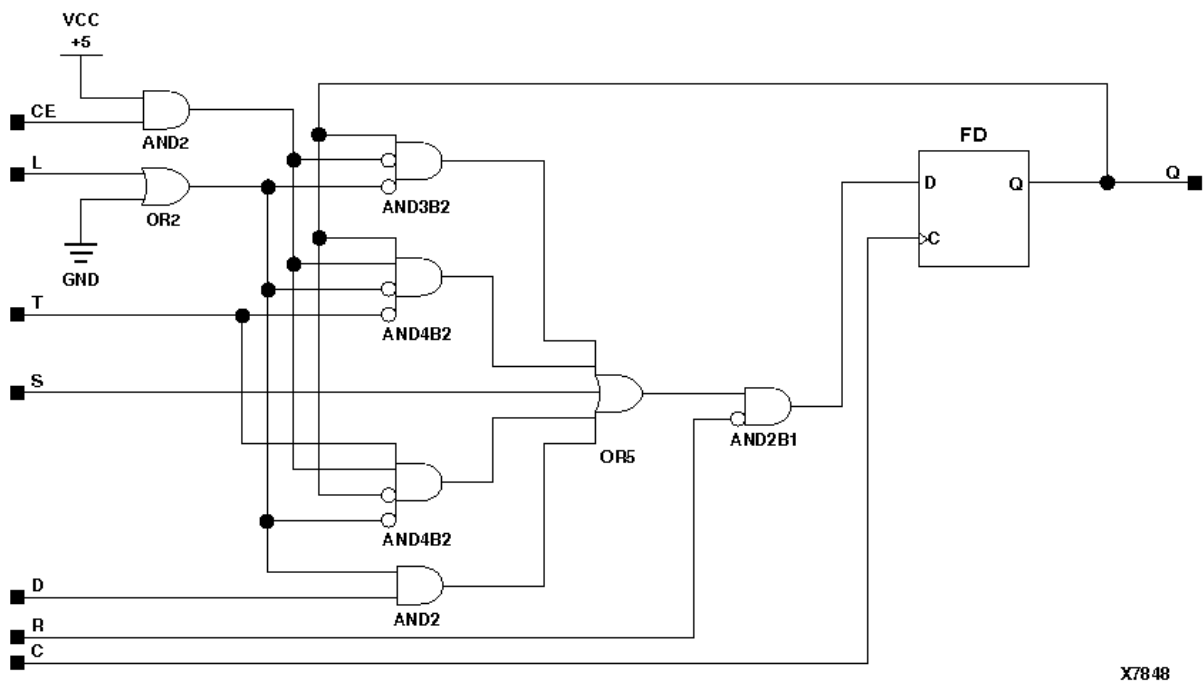 VCC
+5
CE
AND2
L
OR2
GND
AND3B2
FD
D
Q
C
Q
T
AND4B2
S
OR5
AND2B1
AND4B2
D
AND2
R
C
X7848